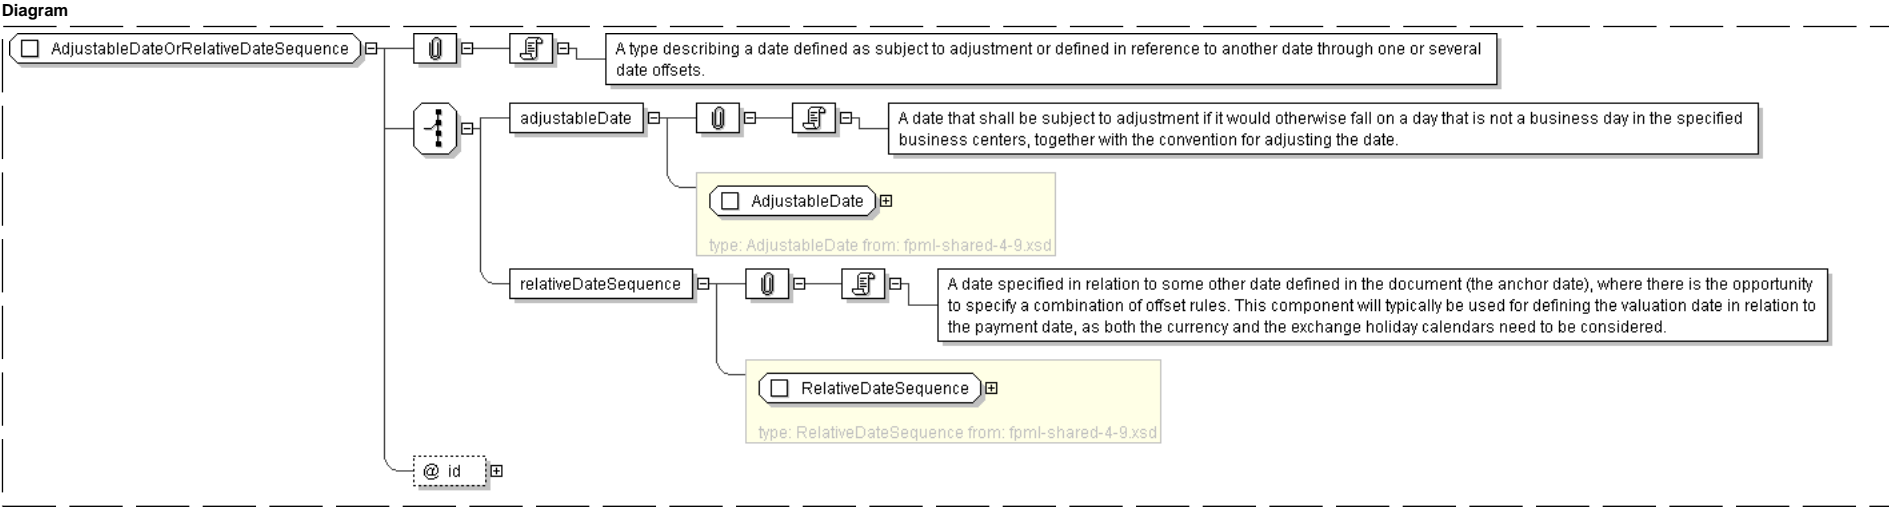 Diagram
AdjustableDateOrRelativeDateSequence
A type describing a date defined as subject to adjustment or defined in reference to another date through one or several
date offsets.
adjustableDate
A date that shall be subject to adjustment if it would otherwise fall on a day that is not a business day in the specified
business centers, together with the convention for adjusting the date.
AdjustableDate
type: AdjustableDate from: fpml-shared-4-9.xsd
relativeDateSequence
A date specified in relation to some other date defined in the document (the anchor date), where there is the opportunity
to specify a combination of offset rules. This component will typically be used for defining the valuation date in relation to
the payment date, as both the currency and the exchange holiday calendars need to be considered.
RelativeDateSequence
type: RelativeDateSequence from: fpml-shared-4-9.xsd
@ id